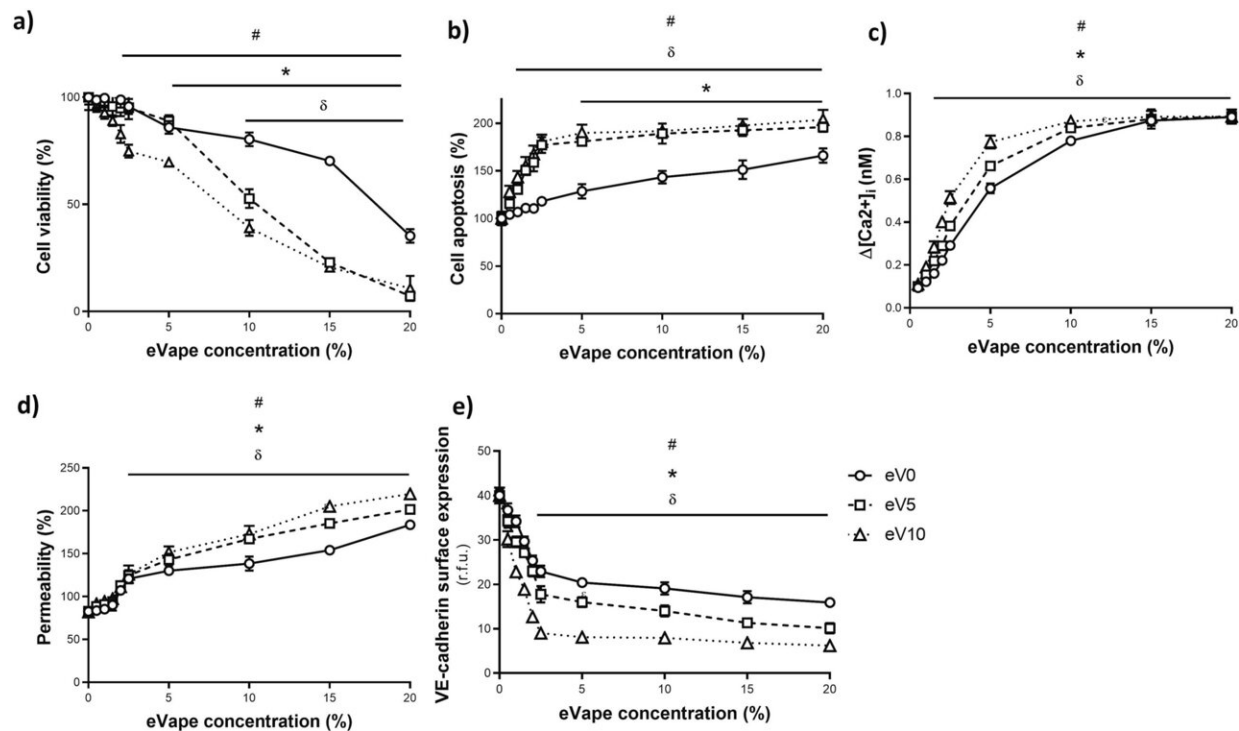 a)
#
*
δ
Cell viability (%)
100
50
0
0 5 10 15 20
eVape concentration (%)
b)
#
δ
*
Cell apoptosis (%)
200
150
100
50
0
0 5 10 15 20
eVape concentration (%)
c)
#
*
δ
Δ[Ca2+]i (nM)
1.0
0.8
0.6
0.4
0.2
0.0
0 5 10 15 20
eVape concentration (%)
d)
#
*
δ
Permeability (%)
250
200
150
100
50
0
0 5 10 15 20
eVape concentration (%)
e)
#
*
δ
VE-cadherin surface expression
(r.f.u.)
50
40
30
20
10
0
0 5 10 15 20
eVape concentration (%)
eV0
eV5
eV10